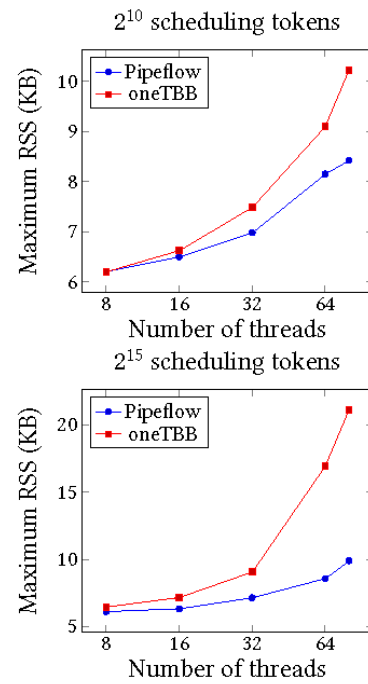 2^10 scheduling tokens
Maximum RSS (KB)
10
9
8
7
6
Pipeflow
oneTBB
8 16 32 64
Number of threads
2^15 scheduling tokens
Maximum RSS (KB)
20
15
10
5
Pipeflow
oneTBB
8 16 32 64
Number of threads